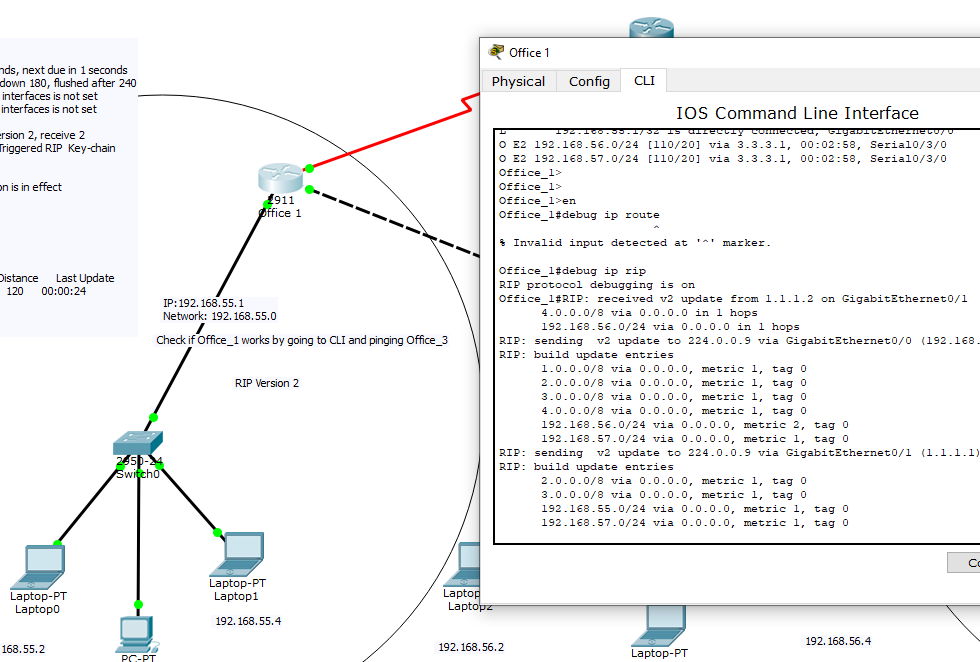 nds, next due in 1 seconds
down 180, flushed after 240
interfaces is not set
interfaces is not set
ersion 2, receive 2
Triggered RIP Key-chain
on is in effect
Distance Last Update
120 00:00:24
2911
Office 1
IP:192.168.55.1
Network: 192.168.55.0
Check if Office_1 works by going to CLI and pinging Office_3
RIP Version 2
2950-24
Switch0
Laptop-PT
Laptop0
Laptop-PT
Laptop1
192.168.55.4
168.55.2
PC-PT
Laptop
Laptop2
192.168.56.2
Laptop-PT
192.168.56.4
Office 1
Physical Config CLI
IOS Command Line Interface
L 192.168.55.1/32 is directly connected, GigabitEthernet0/0
O E2 192.168.56.0/24 [110/20] via 3.3.3.1, 00:02:58, Serial0/3/0
O E2 192.168.57.0/24 [110/20] via 3.3.3.1, 00:02:58, Serial0/3/0
Office_1>
Office_1>
Office_1>en
Office_1#debug ip route
^
% Invalid input detected at '^' marker.
Office_1#debug ip rip
RIP protocol debugging is on
Office_1#RIP: received v2 update from 1.1.1.2 on GigabitEthernet0/1
4.0.0.0/8 via 0.0.0.0 in 1 hops
192.168.56.0/24 via 0.0.0.0 in 1 hops
RIP: sending v2 update to 224.0.0.9 via GigabitEthernet0/0 (192.168.
RIP: build update entries
1.0.0.0/8 via 0.0.0.0, metric 1, tag 0
2.0.0.0/8 via 0.0.0.0, metric 1, tag 0
3.0.0.0/8 via 0.0.0.0, metric 1, tag 0
4.0.0.0/8 via 0.0.0.0, metric 1, tag 0
192.168.56.0/24 via 0.0.0.0, metric 2, tag 0
192.168.57.0/24 via 0.0.0.0, metric 1, tag 0
RIP: sending v2 update to 224.0.0.9 via GigabitEthernet0/1 (1.1.1.1)
RIP: build update entries
2.0.0.0/8 via 0.0.0.0, metric 1, tag 0
3.0.0.0/8 via 0.0.0.0, metric 1, tag 0
192.168.55.0/24 via 0.0.0.0, metric 1, tag 0
192.168.57.0/24 via 0.0.0.0, metric 1, tag 0
Co